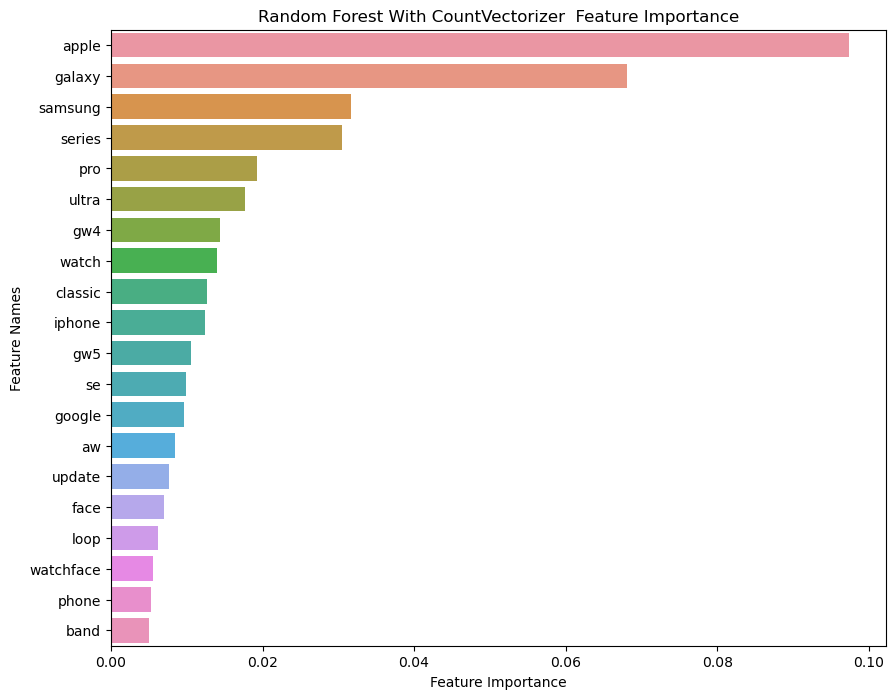 Random Forest With CountVectorizer  Feature Importance
apple
galaxy
samsung
series
pro
ultra
gw4
watch
classic
iphone
gw5
se
google
aw
update
face
loop
watchface
phone
band
Feature Names
0.00 0.02 0.04 0.06 0.08 0.10
Feature Importance